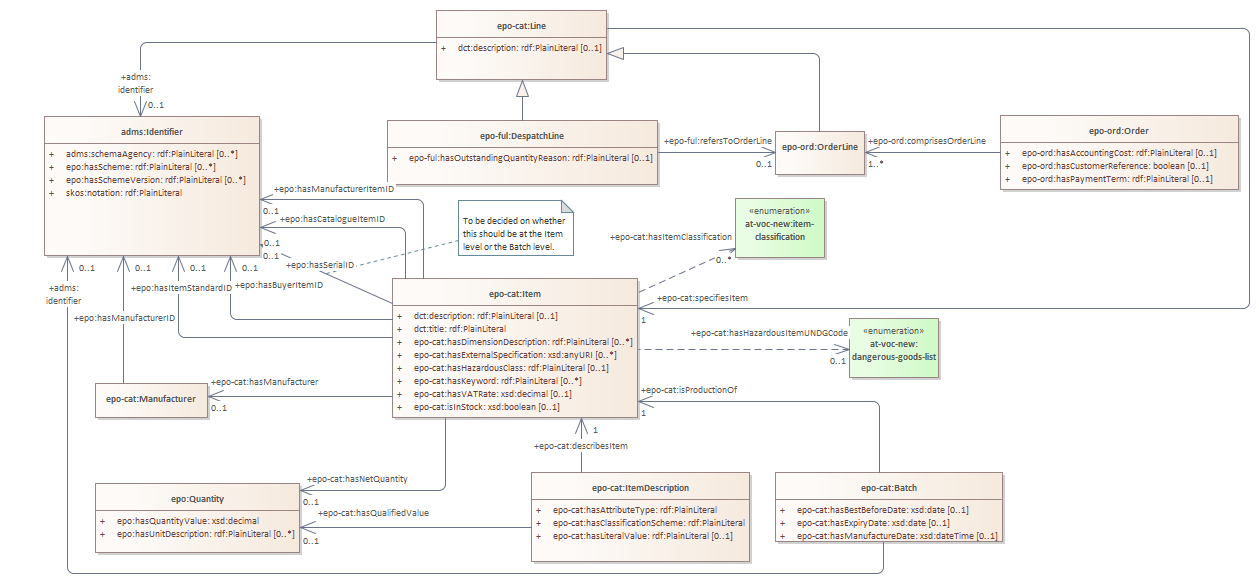 epo-cat:Line
+ dct:description: rdf:PlainLiteral [0..1]
+adms:
identifier
0..1
adms:Identifier
+ adms:schemaAgency: rdf:PlainLiteral [0..*]
+ epo:hasScheme: rdf:PlainLiteral [0..*]
+ epo:hasSchemeVersion: rdf:PlainLiteral [0..*]
+ skos:notation: rdf:PlainLiteral
epo-ful:DespatchLine
+ epo-ful:hasOutstandingQuantityReason: rdf:PlainLiteral [0..1]
+epo-ful:refersToOrderLine
0..1
epo-ord:OrderLine
+epo-ord:comprisesOrderLine
1..*
epo-ord:Order
+ epo-ord:hasAccountingCost: rdf:PlainLiteral [0..1]
+ epo-ord:hasCustomerReference: boolean [0..1]
+ epo-ord:hasPaymentTerm: rdf:PlainLiteral [0..1]
+epo:hasManufacturerItemID
0..1
+epo:hasCatalogueItemID
0..1
0..1
+epo:hasSerialID
To be decided on whether
this should be at the Item
level or the Batch level.
«enumeration»
at-voc-new:item-
classification
+epo-cat:hasItemClassification
0..*
0..1
0..1
0..1
0..1
+adms:
identifier
+epo:hasItemStandardID
+epo:hasBuyerItemID
+epo:hasManufacturerID
epo-cat:Item
+ dct:description: rdf:PlainLiteral [0..1]
+ dct:title: rdf:PlainLiteral
+ epo-cat:hasDimensionDescription: rdf:PlainLiteral [0..*]
+ epo-cat:hasExternalSpecification: xsd:anyURI [0..*]
+ epo-cat:hasHazardousClass: rdf:PlainLiteral [0..1]
+ epo-cat:hasKeyword: rdf:PlainLiteral [0..*]
+ epo-cat:hasVATRate: xsd:decimal [0..1]
+ epo-cat:isInStock: xsd:boolean [0..1]
+epo-cat:specifiesItem
1
+epo-cat:hasHazardousItemUNDGCode
0..1
«enumeration»
at-voc-new:
dangerous-goods-list
epo-cat:Manufacturer
+epo-cat:hasManufacturer
0..1
+epo-cat:isProductionOf
1
1
+epo-cat:describesItem
+epo-cat:hasNetQuantity
0..1
epo:Quantity
+ epo:hasQuantityValue: xsd:decimal
+ epo:hasUnitDescription: rdf:PlainLiteral [0..*]
+epo-cat:hasQualifiedValue
0..1
epo-cat:ItemDescription
+ epo-cat:hasAttributeType: rdf:PlainLiteral
+ epo-cat:hasClassificationScheme: rdf:PlainLiteral
+ epo-cat:hasLiteralValue: rdf:PlainLiteral [0..1]
epo-cat:Batch
+ epo-cat:hasBestBeforeDate: xsd:date [0..1]
+ epo-cat:hasExpiryDate: xsd:date [0..1]
+ epo-cat:hasManufactureDate: xsd:dateTime [0..1]